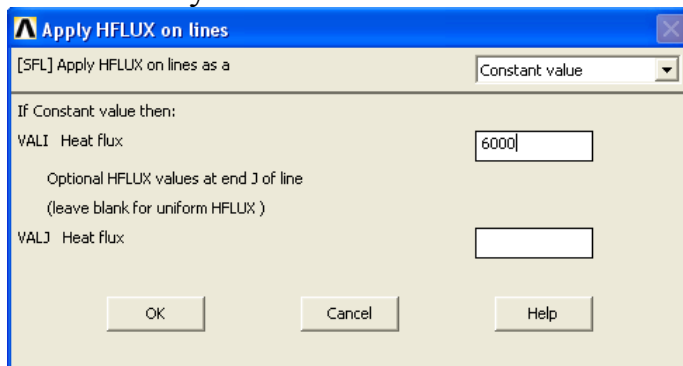 Apply HFLUX on lines
[SFL] Apply HFLUX on lines as a Constant value
If Constant value then:
VALI Heat flux 6000
Optional HFLUX values at end J of line
(leave blank for uniform HFLUX )
VALJ Heat flux
OK Cancel Help